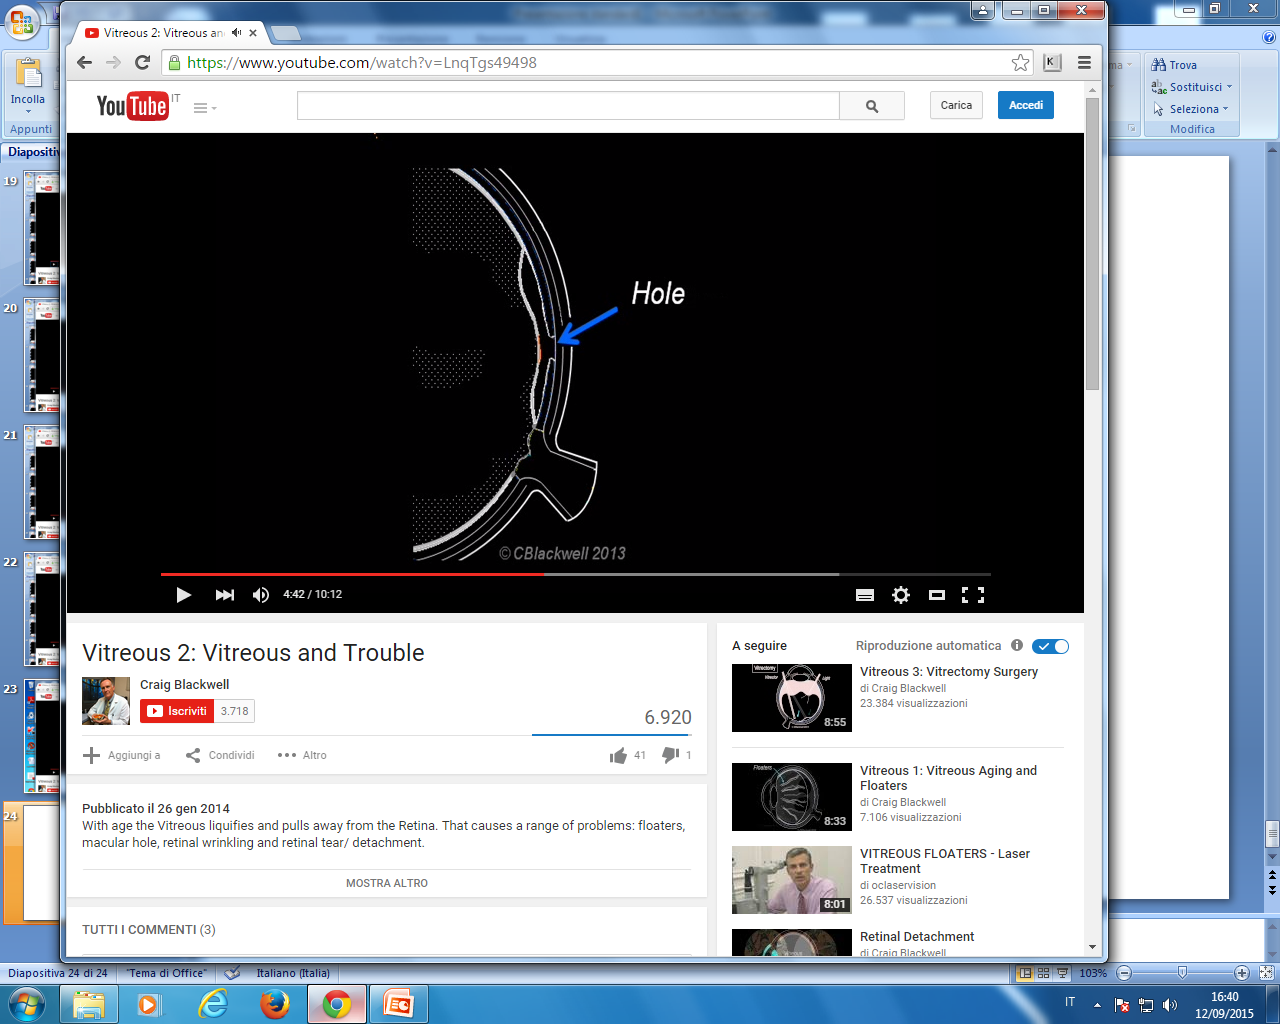 Vitreous 2: Vitreous an
https://www.youtube.com/watch?v=LnqTgs49498
YouTube IT
Carica
Accedi
Incolla
Appunti
Trova
Sostituisci
Seleziona
Modifica
Diapositiv
19
20
21
22
23
24
Hole
© CBlackwell 2013
4:42 / 10:12
Vitreous 2: Vitreous and Trouble
Craig Blackwell
Iscriviti 3.718
6.920
Aggiungi a Condividi Altro 41 1
Pubblicato il 26 gen 2014
With age the Vitreous liquifies and pulls away from the Retina. That causes a range of problems: floaters,
macular hole, retinal wrinkling and retinal tear/ detachment.
MOSTRA ALTRO
TUTTI I COMMENTI (3)
A seguire Riproduzione automatica
Vitrectomy
8:55
Vitreous 3: Vitrectomy Surgery
di Craig Blackwell
23.384 visualizzazioni
Floaters
8:33
Vitreous 1: Vitreous Aging and
Floaters
di Craig Blackwell
7.106 visualizzazioni
8:01
VITREOUS FLOATERS - Laser
Treatment
di oclaservision
26.537 visualizzazioni
Retinal Detachment
di Craig Blackwell
Diapositiva 24 di 24 "Tema di Office" Italiano (Italia) 103%
IT 16:40
12/09/2015